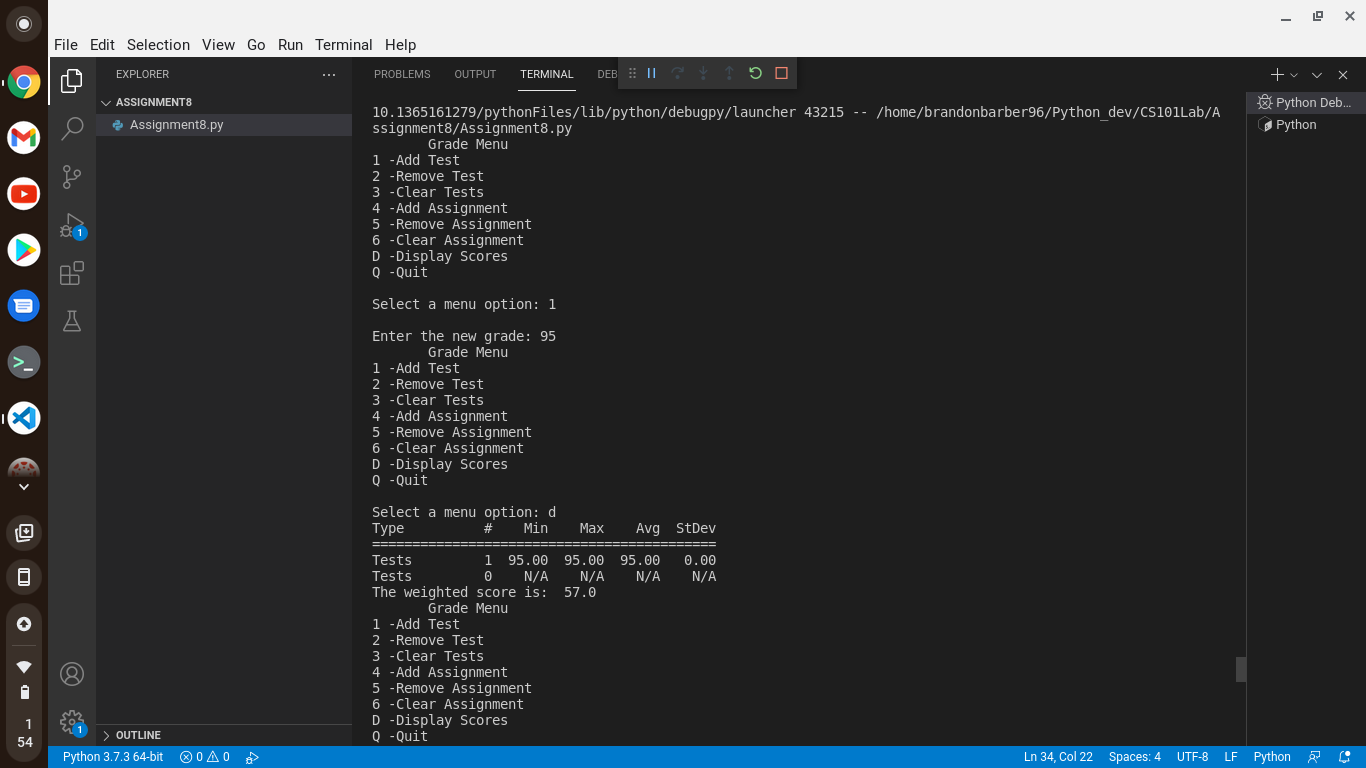 File Edit Selection View Go Run Terminal Help
EXPLORER
ASSIGNMENT8
Assignment8.py
OUTLINE
PROBLEMS OUTPUT TERMINAL DEB
10.1365161279/pythonFiles/lib/python/debugpy/launcher 43215 -- /home/brandonbarber96/Python_dev/CS101Lab/A
ssignment8/Assignment8.py
Grade Menu
1 -Add Test
2 -Remove Test
3 -Clear Tests
4 -Add Assignment
5 -Remove Assignment
6 -Clear Assignment
D -Display Scores
Q -Quit
Select a menu option: 1
Enter the new grade: 95
Grade Menu
1 -Add Test
2 -Remove Test
3 -Clear Tests
4 -Add Assignment
5 -Remove Assignment
6 -Clear Assignment
D -Display Scores
Q -Quit
Select a menu option: d
Type # Min Max Avg StDev
===========================================
Tests 1 95.00 95.00 95.00 0.00
Tests 0 N/A N/A N/A N/A
The weighted score is: 57.0
Grade Menu
1 -Add Test
2 -Remove Test
3 -Clear Tests
4 -Add Assignment
5 -Remove Assignment
6 -Clear Assignment
D -Display Scores
Q -Quit
Python Deb...
Python
1
1
1
54
Python 3.7.3 64-bit 0 0 Ln 34, Col 22 Spaces: 4 UTF-8 LF Python